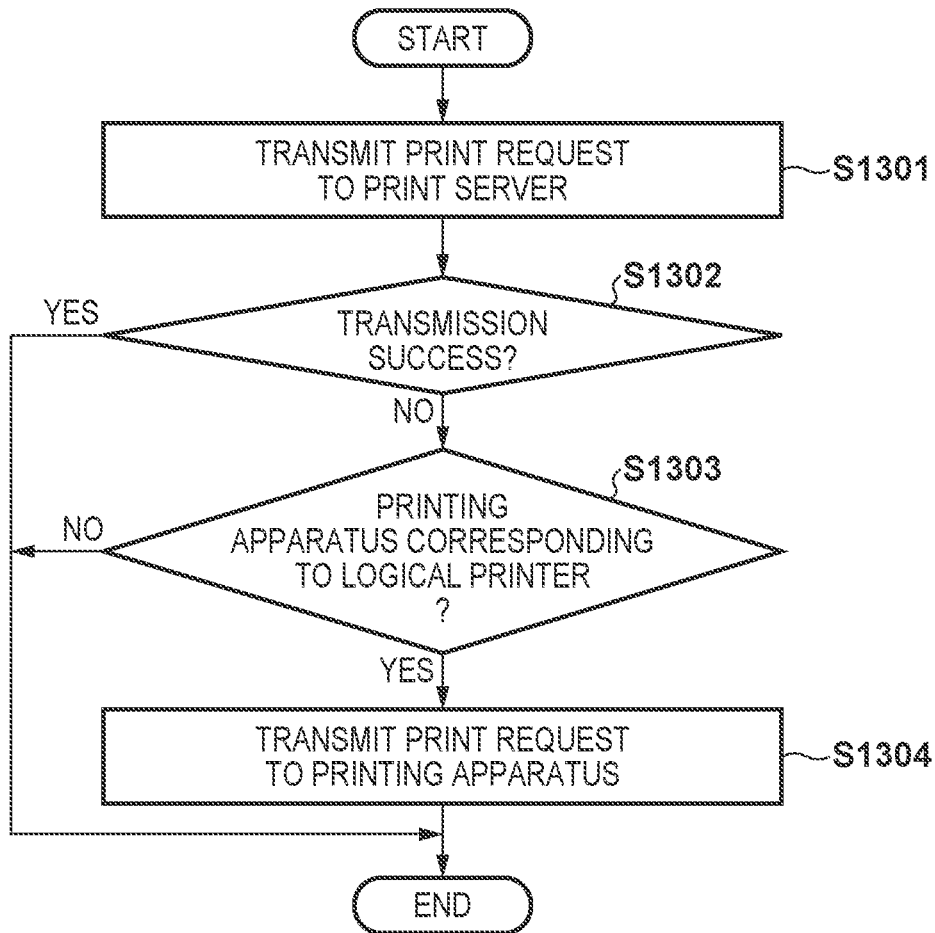 START
TRANSMIT PRINT REQUEST
TO PRINT SERVER
S1301
S1302
YES
TRANSMISSION
SUCCESS?
NO
S1303
NO
PRINTING
APPARATUS CORRESPONDING
TO LOGICAL PRINTER
?
YES
TRANSMIT PRINT REQUEST
TO PRINTING APPARATUS
S1304
END